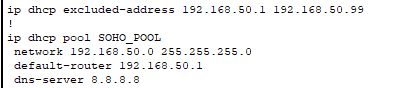 ip dhcp excluded-address 192.168.50.1 192.168.50.99
!
ip dhcp pool SOHO_POOL
network 192.168.50.0 255.255.255.0
default-router 192.168.50.1
dns-server 8.8.8.8